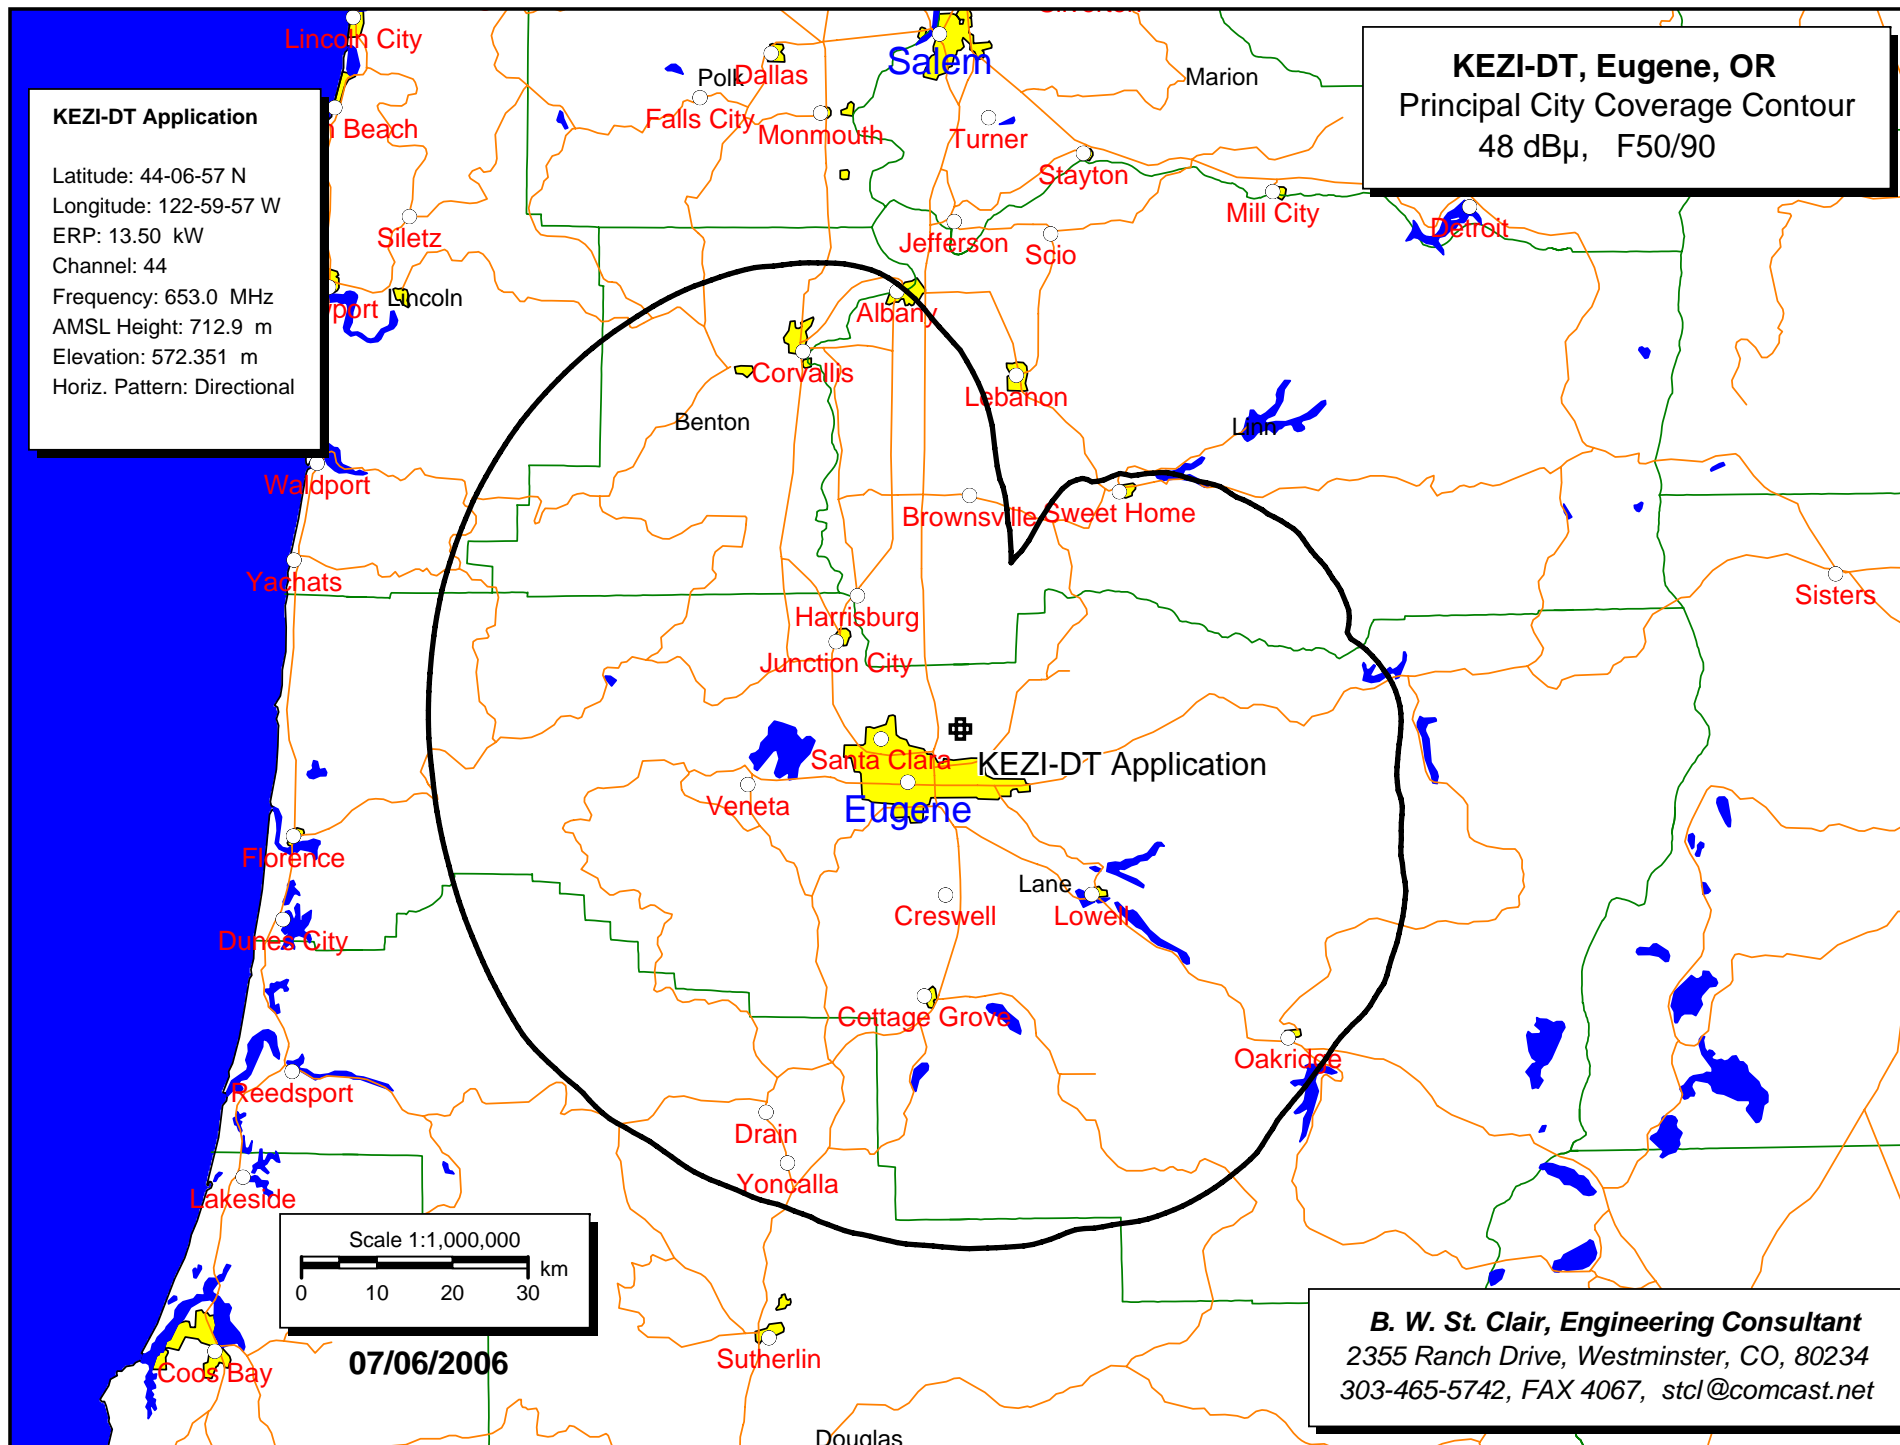 KEZI-DT, Eugene, OR
Principal City Coverage Contour
48 dBµ, F50/90
KEZI-DT Application
Latitude: 44-06-57 N
Longitude: 122-59-57 W
ERP: 13.50 kW
Channel: 44
Frequency: 653.0 MHz
AMSL Height: 712.9 m
Elevation: 572.351 m
Horiz. Pattern: Directional
Lincoln City
Salem
Polk
Dallas
Marion
Falls City
Monmouth
n Beach
Turner
Stayton
Mill City
Detroit
Siletz
Jefferson
Scio
Lincoln
port
Albany
Corvallis
Lebanon
Benton
Linn
Waldport
Brownsville
Sweet Home
Yachats
Sisters
Harrisburg
Junction City
Santa Clara
KEZI-DT Application
Veneta
Eugene
Florence
Lane
Creswell
Lowell
Dunes City
Cottage Grove
Oakridge
Reedsport
Drain
Yoncalla
Lakeside
Scale 1:1,000,000
km
0 10 20 30
07/06/2006
Sutherlin
Coos Bay
Douglas
B. W. St. Clair, Engineering Consultant
2355 Ranch Drive, Westminster, CO, 80234
303-465-5742, FAX 4067, stcl@comcast.net